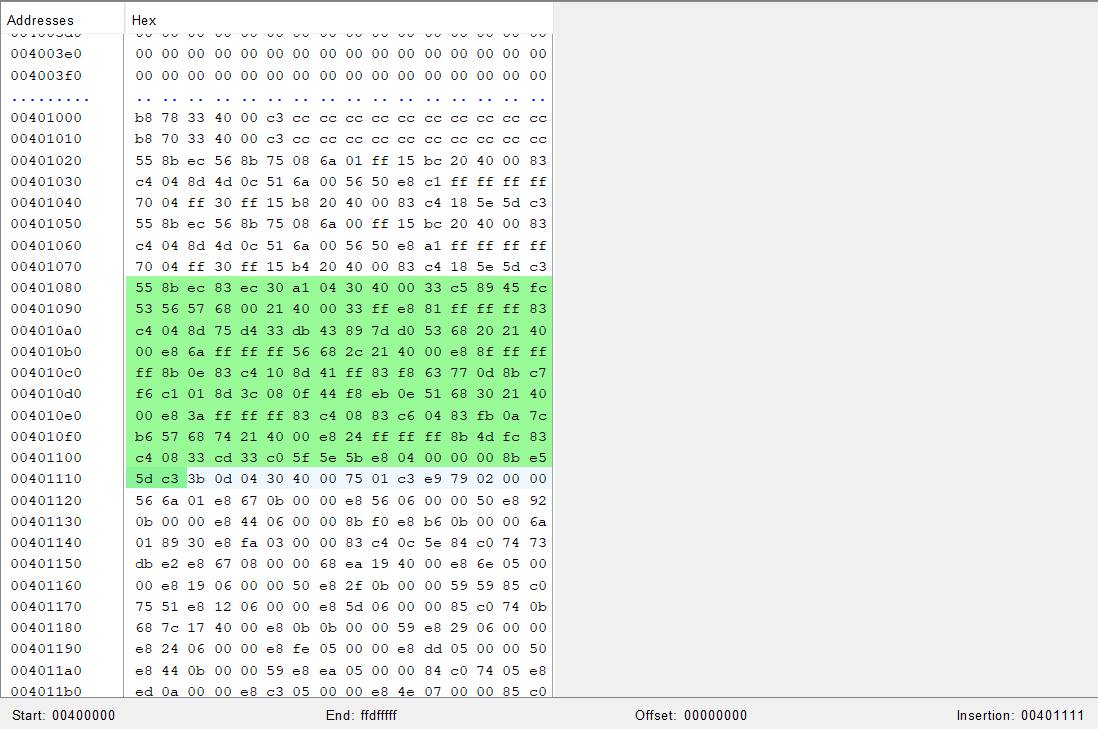 Addresses Hex
004003d0 00 00 00 00 00 00 00 00 00 00 00 00 00 00 00 00
004003e0 00 00 00 00 00 00 00 00 00 00 00 00 00 00 00 00
004003f0 00 00 00 00 00 00 00 00 00 00 00 00 00 00 00 00
......... .. .. .. .. .. .. .. .. .. .. .. .. .. .. .. ..
00401000 b8 78 33 40 00 c3 cc cc cc cc cc cc cc cc cc cc
00401010 b8 70 33 40 00 c3 cc cc cc cc cc cc cc cc cc cc
00401020 55 8b ec 56 8b 75 08 6a 01 ff 15 bc 20 40 00 83
00401030 c4 04 8d 4d 0c 51 6a 00 56 50 e8 c1 ff ff ff ff
00401040 70 04 ff 30 ff 15 b8 20 40 00 83 c4 18 5e 5d c3
00401050 55 8b ec 56 8b 75 08 6a 00 ff 15 bc 20 40 00 83
00401060 c4 04 8d 4d 0c 51 6a 00 56 50 e8 a1 ff ff ff ff
00401070 70 04 ff 30 ff 15 b4 20 40 00 83 c4 18 5e 5d c3
00401080 55 8b ec 83 ec 30 a1 04 30 40 00 33 c5 89 45 fc
00401090 53 56 57 68 00 21 40 00 33 ff e8 81 ff ff ff 83
004010a0 c4 04 8d 75 d4 33 db 43 89 7d d0 53 68 20 21 40
004010b0 00 e8 6a ff ff ff 56 68 2c 21 40 00 e8 8f ff ff
004010c0 ff 8b 0e 83 c4 10 8d 41 ff 83 f8 63 77 0d 8b c7
004010d0 f6 c1 01 8d 3c 08 0f 44 f8 eb 0e 51 68 30 21 40
004010e0 00 e8 3a ff ff ff 83 c4 08 83 c6 04 83 fb 0a 7c
004010f0 b6 57 68 74 21 40 00 e8 24 ff ff ff 8b 4d fc 83
00401100 c4 08 33 cd 33 c0 5f 5e 5b e8 04 00 00 00 8b e5
00401110 5d c3 3b 0d 04 30 40 00 75 01 c3 e9 79 02 00 00
00401120 56 6a 01 e8 67 0b 00 00 e8 56 06 00 00 50 e8 92
00401130 0b 00 00 e8 44 06 00 00 8b f0 e8 b6 0b 00 00 6a
00401140 01 89 30 e8 fa 03 00 00 83 c4 0c 5e 84 c0 74 73
00401150 db e2 e8 67 08 00 00 68 ea 19 40 00 e8 6e 05 00
00401160 00 e8 19 06 00 00 50 e8 2f 0b 00 00 59 59 85 c0
00401170 75 51 e8 12 06 00 00 e8 5d 06 00 00 85 c0 74 0b
00401180 68 7c 17 40 00 e8 0b 0b 00 00 59 e8 29 06 00 00
00401190 e8 24 06 00 00 e8 fe 05 00 00 e8 dd 05 00 00 50
004011a0 e8 44 0b 00 00 59 e8 ea 05 00 00 84 c0 74 05 e8
004011b0 ed 0a 00 00 e8 c3 05 00 00 e8 4e 07 00 00 85 c0
Start: 00400000 End: ffdfffff Offset: 00000000 Insertion: 00401111